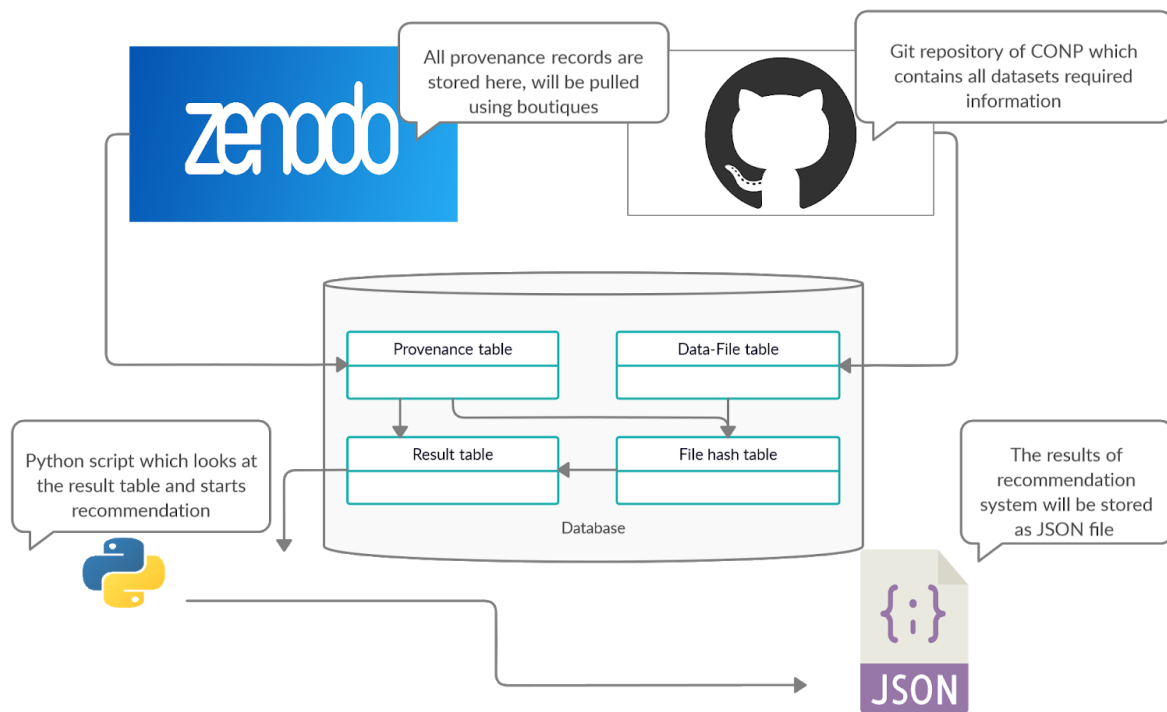 zenodo
All provenance records are
stored here, will be pulled
using boutiques
Git repository of CONP which
contains all datasets required
information
Provenance table
Data-File table
Result table
File hash table
Database
Python script which looks at
the result table and starts
recommendation
The results of
recommendation
system will be stored
as JSON file
{;}
JSON